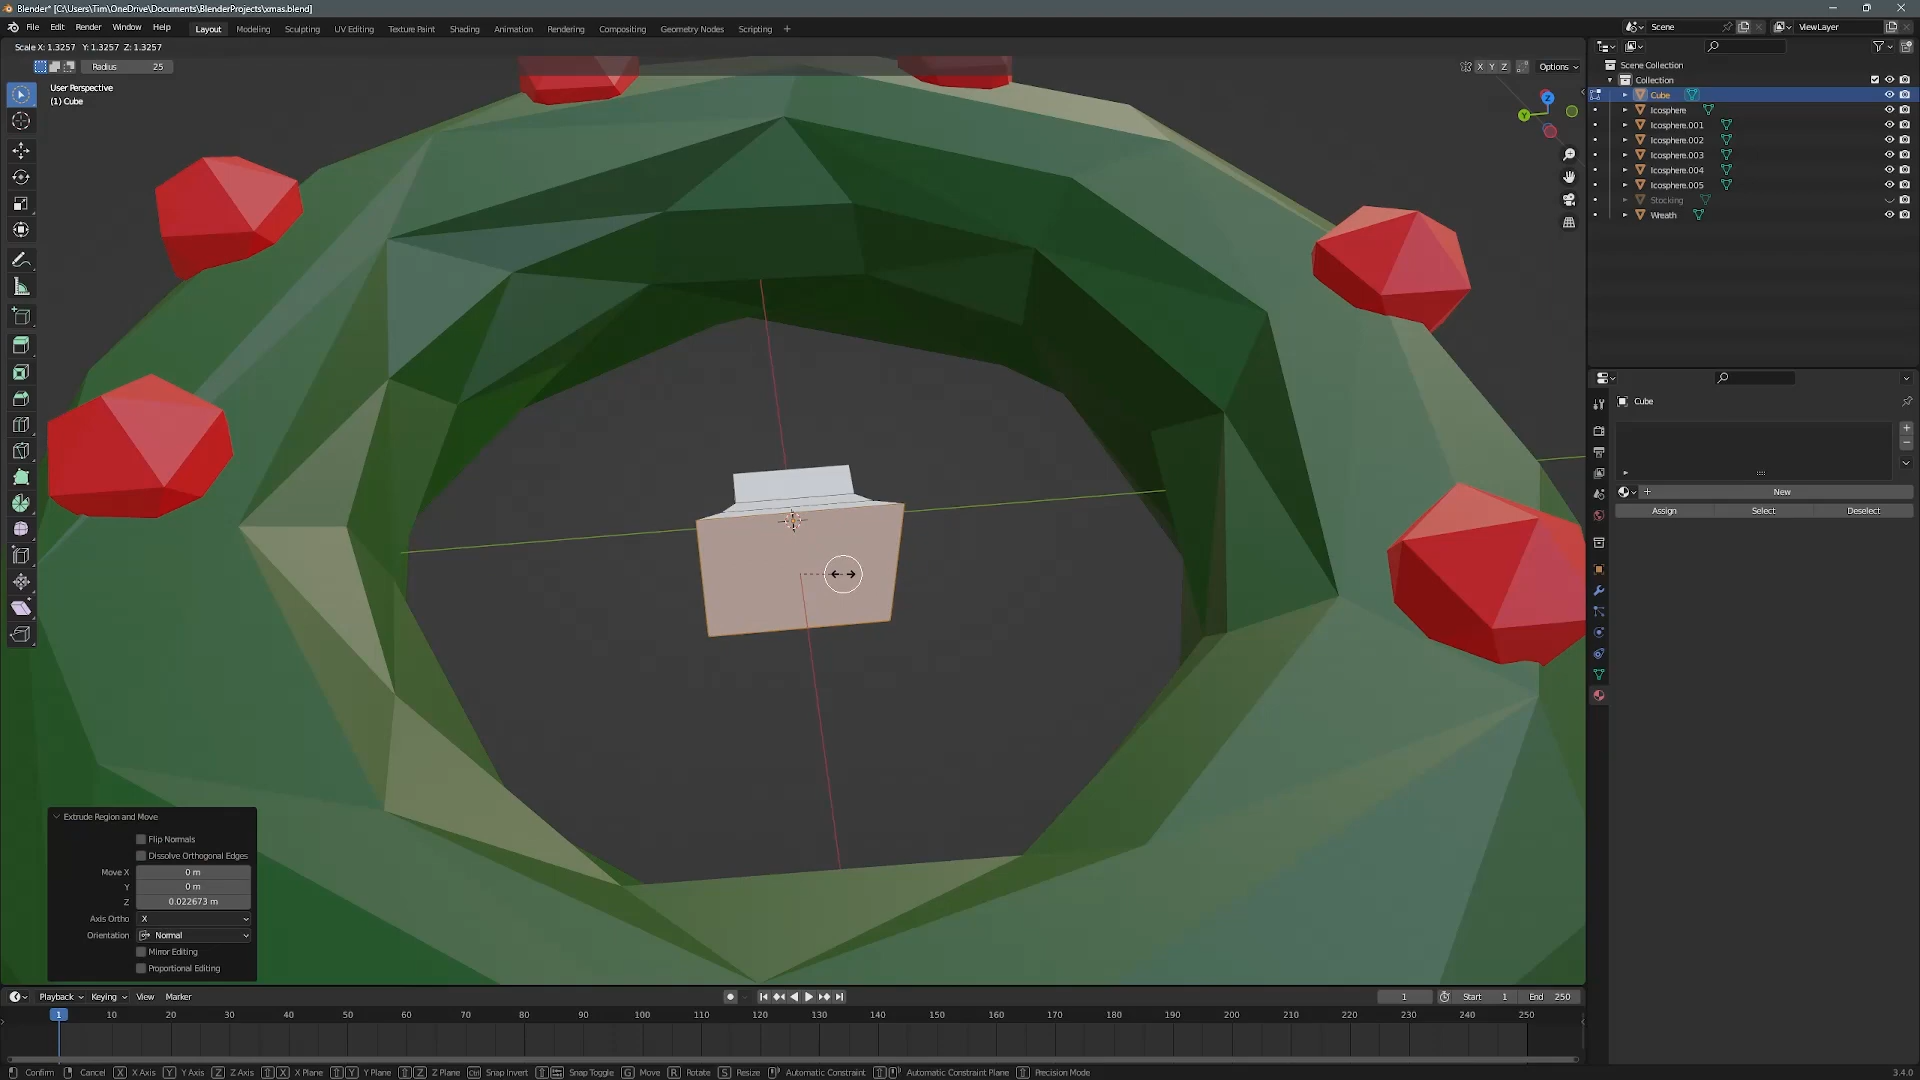 Blender* [C:\Users\Tim\OneDrive\Documents\BlenderProjects\xmas.blend]
File Edit Render Window Help Layout Modeling Sculpting UV Editing Texture Paint Shading Animation Rendering Compositing Geometry Nodes Scripting + Scene ViewLayer
Scale X: 1.3257 Y: 1.3257 Z: 1.3257
Radius 25 X Y Z Options
User Perspective
(1) Cube
Z
Y
Scene Collection
Collection
Cube
Icosphere
Icosphere.001
Icosphere.002
Icosphere.003
Icosphere.004
Icosphere.005
Stocking
Wreath
Cube
New
Assign Select Deselect
Extrude Region and Move
Flip Normals
Dissolve Orthogonal Edges
Move X 0 m
Y 0 m
Z 0.022673 m
Axis Ortho X
Orientation Normal
Mirror Editing
Proportional Editing
Playback Keying View Marker 1 Start 1 End 250
1 10 20 30 40 50 60 70 80 90 100 110 120 130 140 150 160 170 180 190 200 210 220 230 240 250
Confirm Cancel X X Axis Y Y Axis Z Z Axis X X Plane Y Y Plane Z Z Plane Ctrl Snap Invert Snap Toggle G Move R Rotate S Resize Automatic Constraint Automatic Constraint Plane Precision Mode 3.4.0